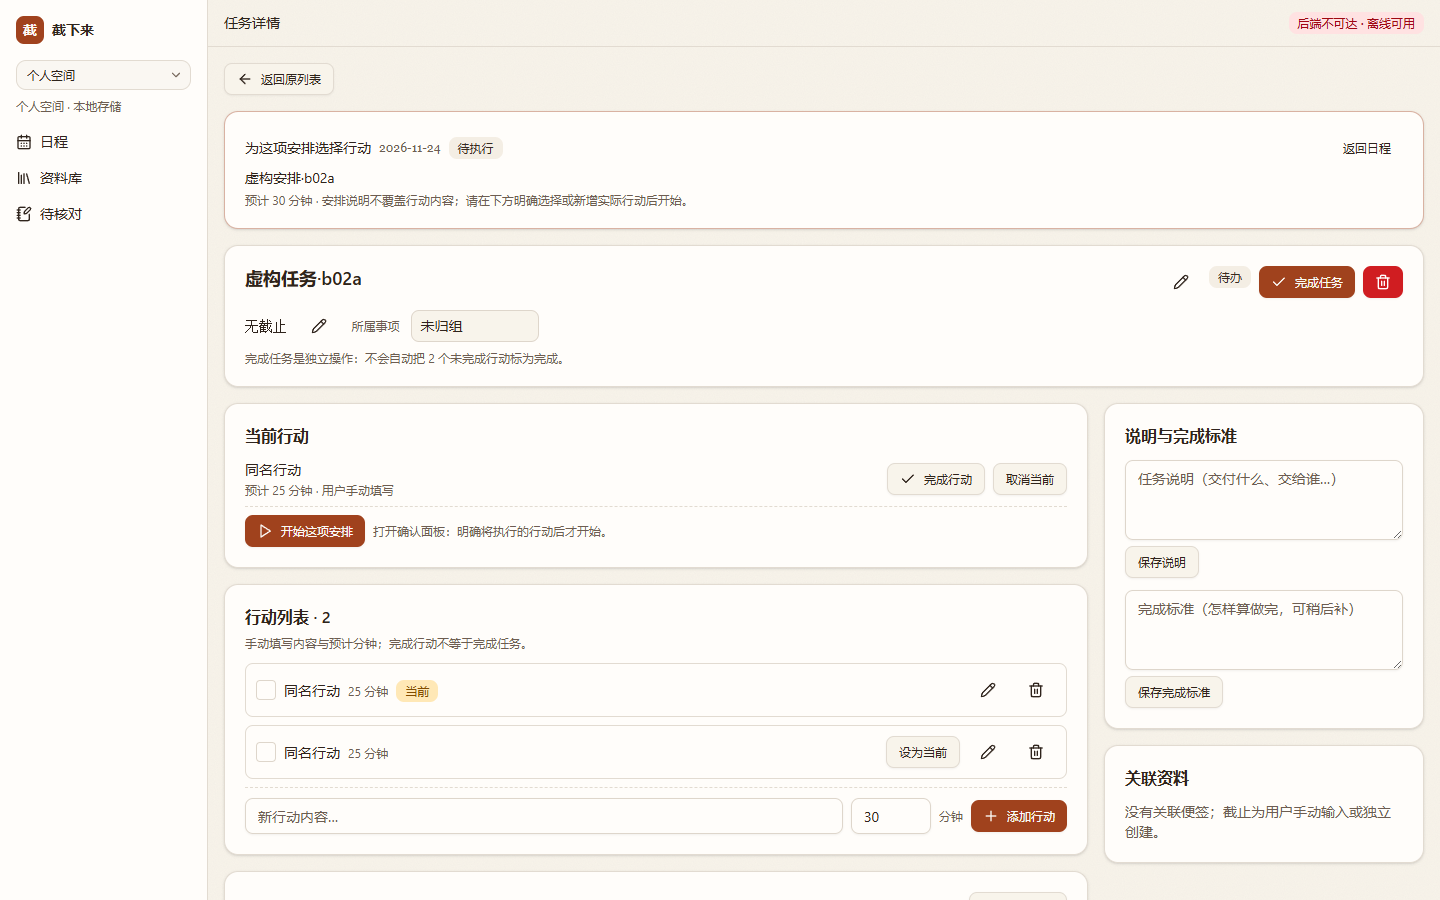 截 截下来
个人空间
个人空间 · 本地存储
日程
资料库
待核对
任务详情
后端不可达 · 离线可用
返回原列表
为这项安排选择行动 2026-11-24 待执行
返回日程
虚构安排·b02a
预计 30 分钟 · 安排说明不覆盖行动内容；请在下方明确选择或新增实际行动后开始。
虚构任务·b02a
待办 完成任务
无截止 所属事项 未归组
完成任务是独立操作：不会自动把 2 个未完成行动标为完成。
当前行动
同名行动
预计 25 分钟 · 用户手动填写
完成行动 取消当前
开始这项安排 打开确认面板：明确将执行的行动后才开始。
行动列表 · 2
手动填写内容与预计分钟；完成行动不等于完成任务。
同名行动 25 分钟 当前
同名行动 25 分钟 设为当前
新行动内容... 30 分钟 添加行动
说明与完成标准
任务说明（交付什么、交给谁...）
保存说明
完成标准（怎样算做完，可稍后补）
保存完成标准
关联资料
没有关联便签；截止为用户手动输入或独立
创建。